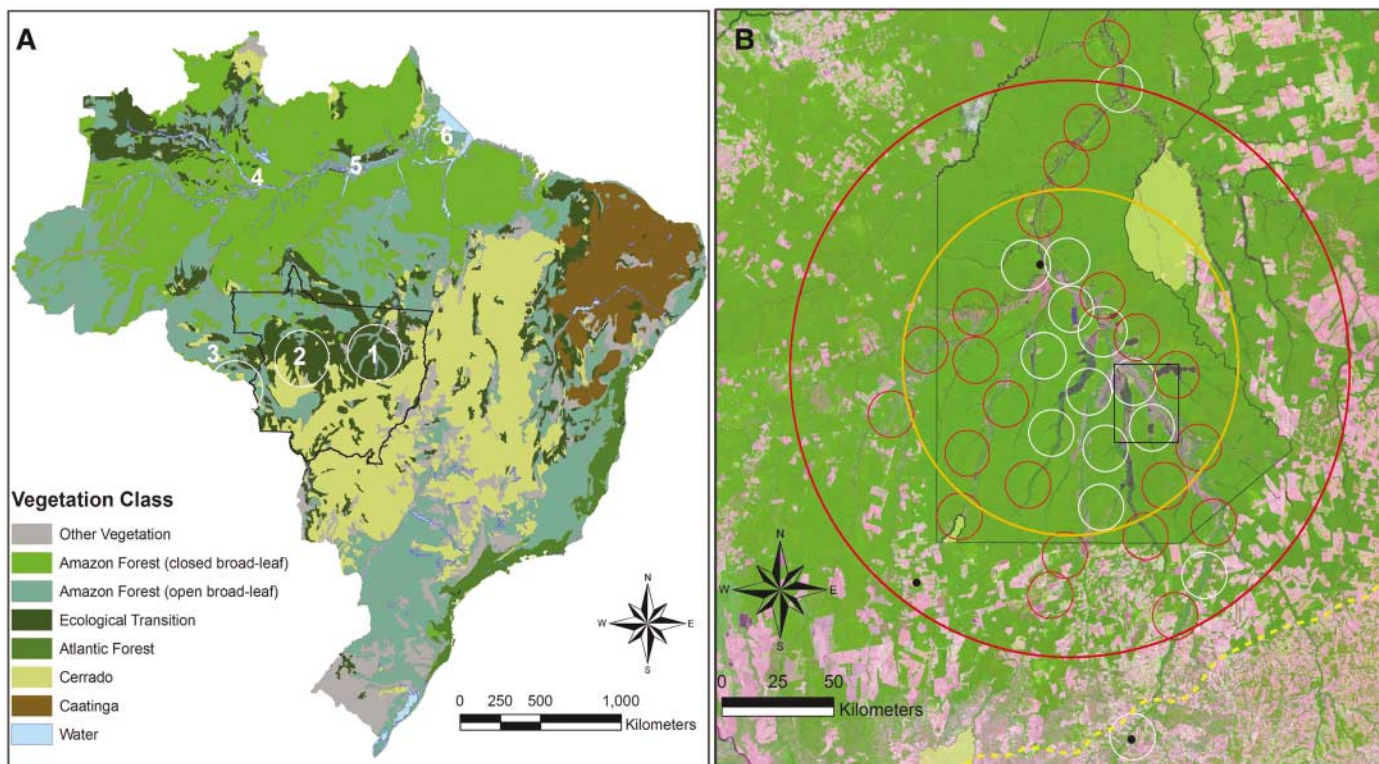 A
6
5
4
3
2
1
Vegetation Class
Other Vegetation
Amazon Forest (closed broad-leaf)
Amazon Forest (open broad-leaf)
Ecological Transition
Atlantic Forest
Cerrado
Caatinga
Water
N
W E
S
0 250 500 1,000
Kilometers
B
N
W E
S
0 25 50
Kilometers